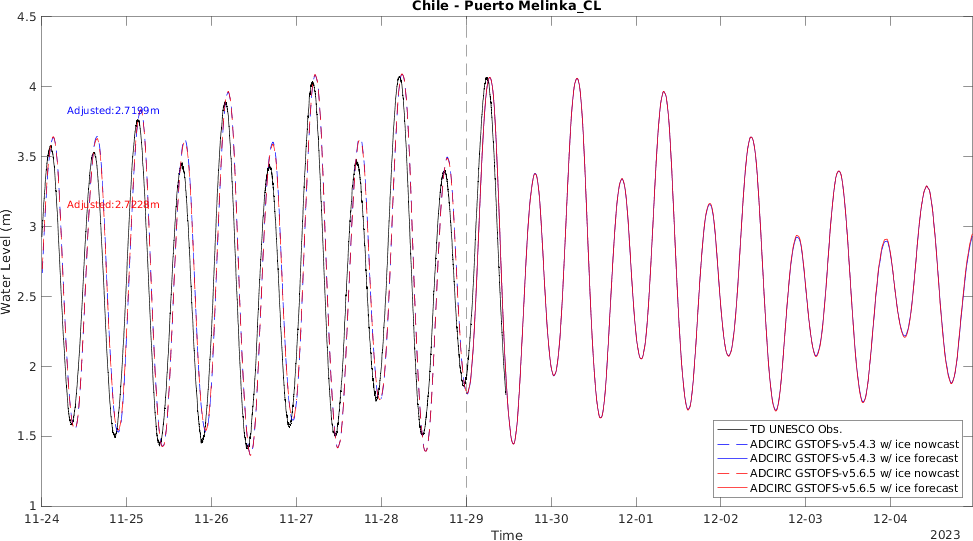 Chile - Puerto Melinka_CL
4.5
4
3.5
3
2.5
2
1.5
1
Water Level (m)
Adjusted:2.7199m
Adjusted:2.7228m
TD UNESCO Obs.
ADCIRC GSTOFS-v5.4.3 w/ ice nowcast
ADCIRC GSTOFS-v5.4.3 w/ ice forecast
ADCIRC GSTOFS-v5.6.5 w/ ice nowcast
ADCIRC GSTOFS-v5.6.5 w/ ice forecast
11-24 11-25 11-26 11-27 11-28 11-29 11-30 12-01 12-02 12-03 12-04
Time
2023